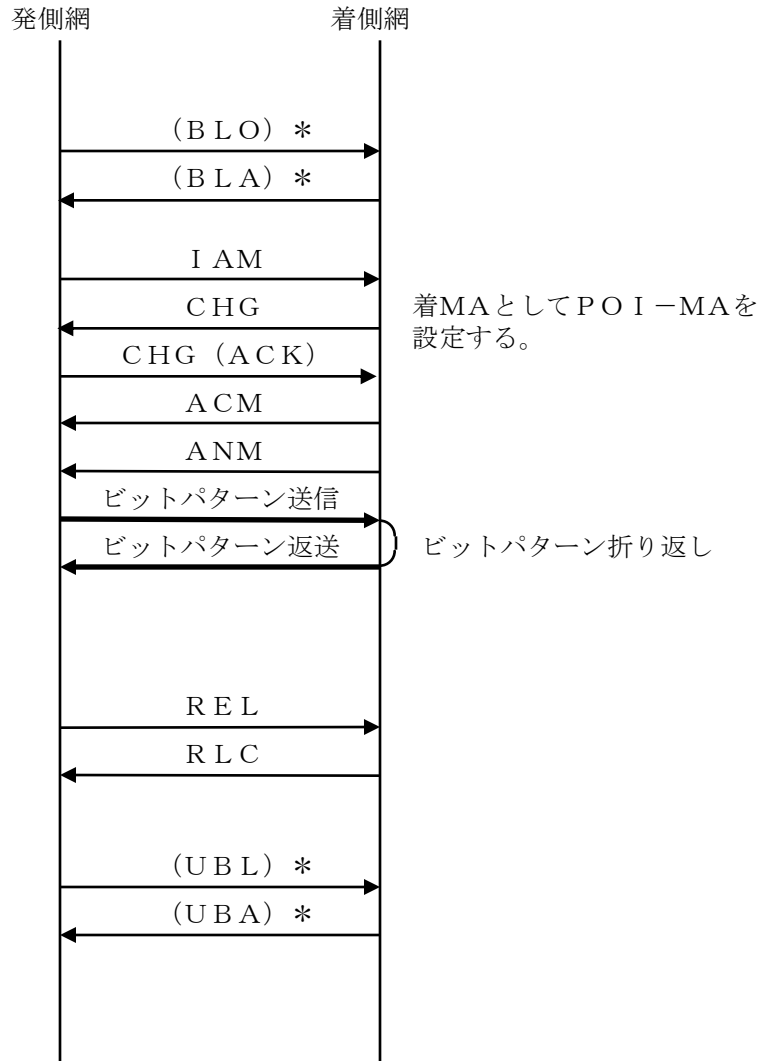 発側網
着側網
（ＢＬＯ）＊
（ＢＬＡ）＊
ＩＡＭ
ＣＨＧ
着MAとしてＰＯＩ－MAを
設定する。
ＣＨＧ（ＡＣＫ）
ＡＣＭ
ＡＮＭ
ビットパターン送信
ビットパターン返送
ビットパターン折り返し
ＲＥＬ
ＲＬＣ
（ＵＢＬ）＊
（ＵＢＡ）＊